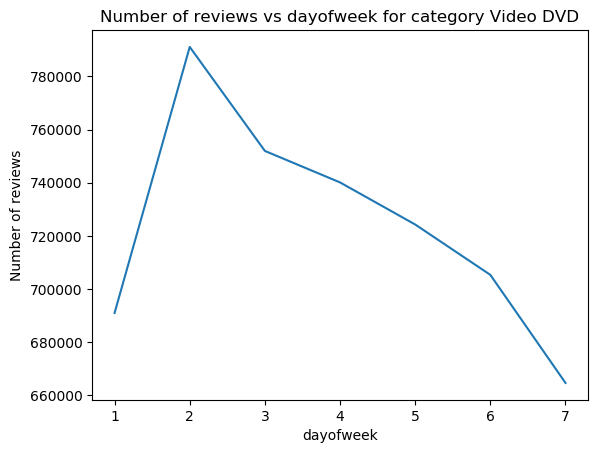 Number of reviews vs dayofweek for category Video DVD
780000
760000
740000
720000
700000
680000
660000
Number of reviews
1 2 3 4 5 6 7
dayofweek